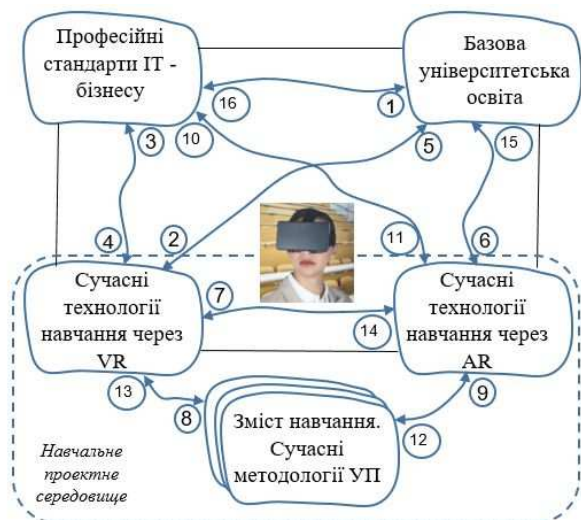 Професійні
стандарти ІТ -
бізнесу
Базова
університетська
освіта
16
1
3
10
5
15
4
2
11
6
Сучасні
технології
навчання через
VR
7
14
Сучасні
технології
навчання через
AR
13
8
9
12
Зміст навчання.
Сучасні
методології УП
Навчальне
проектне
середовище